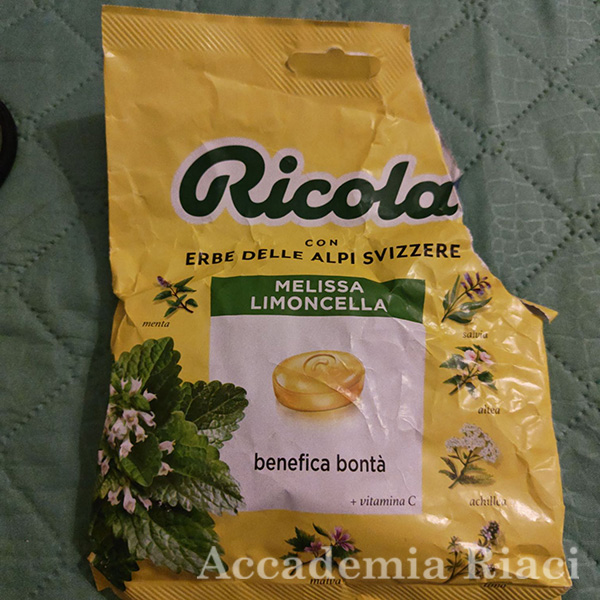 Ricola
CON
ERBE DELLE ALPI SVIZZERE
MELISSA
LIMONCELLA
menta
salvia
altea
benefica bontà
achillea
+ vitamina C
malva
Accademia Riaci